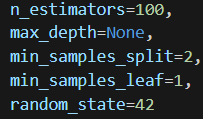 n_estimators=100,
max_depth=None,
min_samples_split=2,
min_samples_leaf=1,
random_state=42